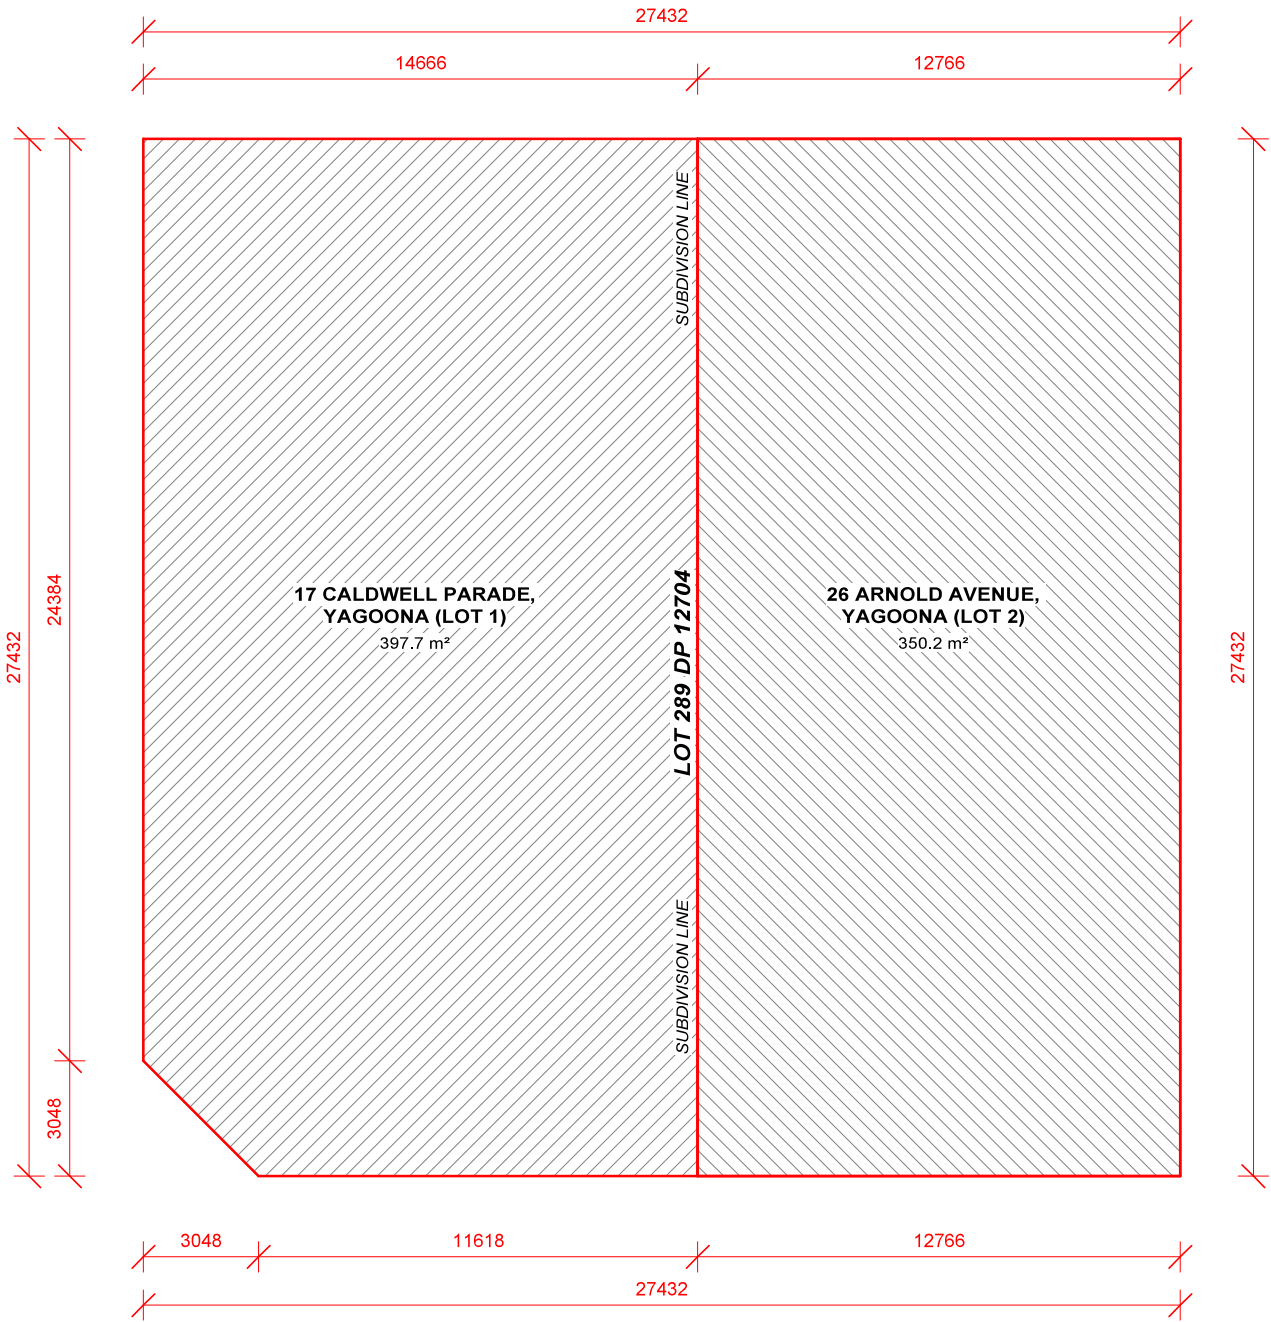 27432
14666
12766
SUBDIVISION LINE
24384
27432
17 CALDWELL PARADE,
YAGOONA (LOT 1)
397.7 m²
LOT 289 DP 12704
26 ARNOLD AVENUE,
YAGOONA (LOT 2)
350.2 m²
27432
SUBDIVISION LINE
3048
3048
11618
12766
27432